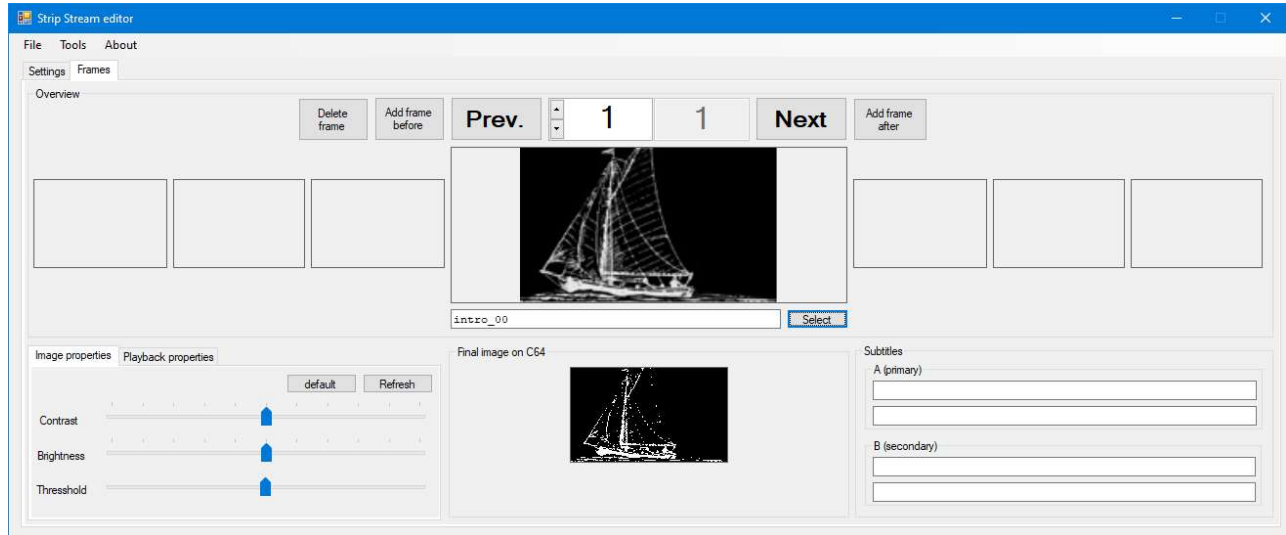 Strip Stream editor
File Tools About
Settings Frames
Overview
Delete frame
Add frame before
Prev.
1
1
Next
Add frame after
intro_00
Select
Image properties Playback properties
default Refresh
Contrast
Brightness
Thresshold
Final image on C64
Subtitles
A (primary)
B (secondary)